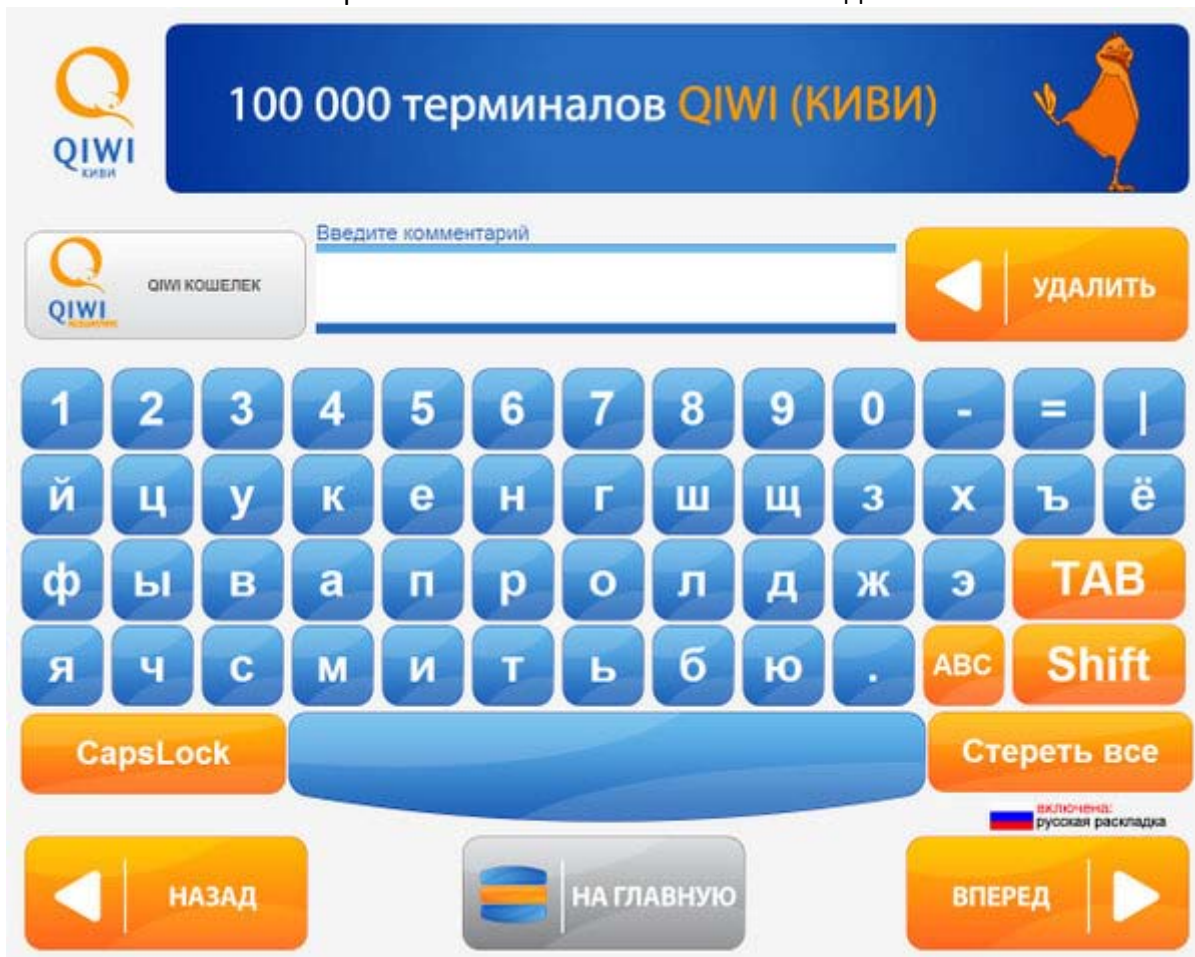 QIWI
КИВИ
100 000 терминалов QIWI (КИВИ)
Введите комментарий
QIWI
QIWI КОШЕЛЕК
УДАЛИТЬ
1 2 3 4 5 6 7 8 9 0 - = |
й ц у к е н г ш щ з х ъ ё
ф ы в а п р о л д ж э TAB
я ч с м и т ь б ю . ABC Shift
CapsLock Стереть все
включена:
русская раскладка
НАЗАД НА ГЛАВНУЮ ВПЕРЕД